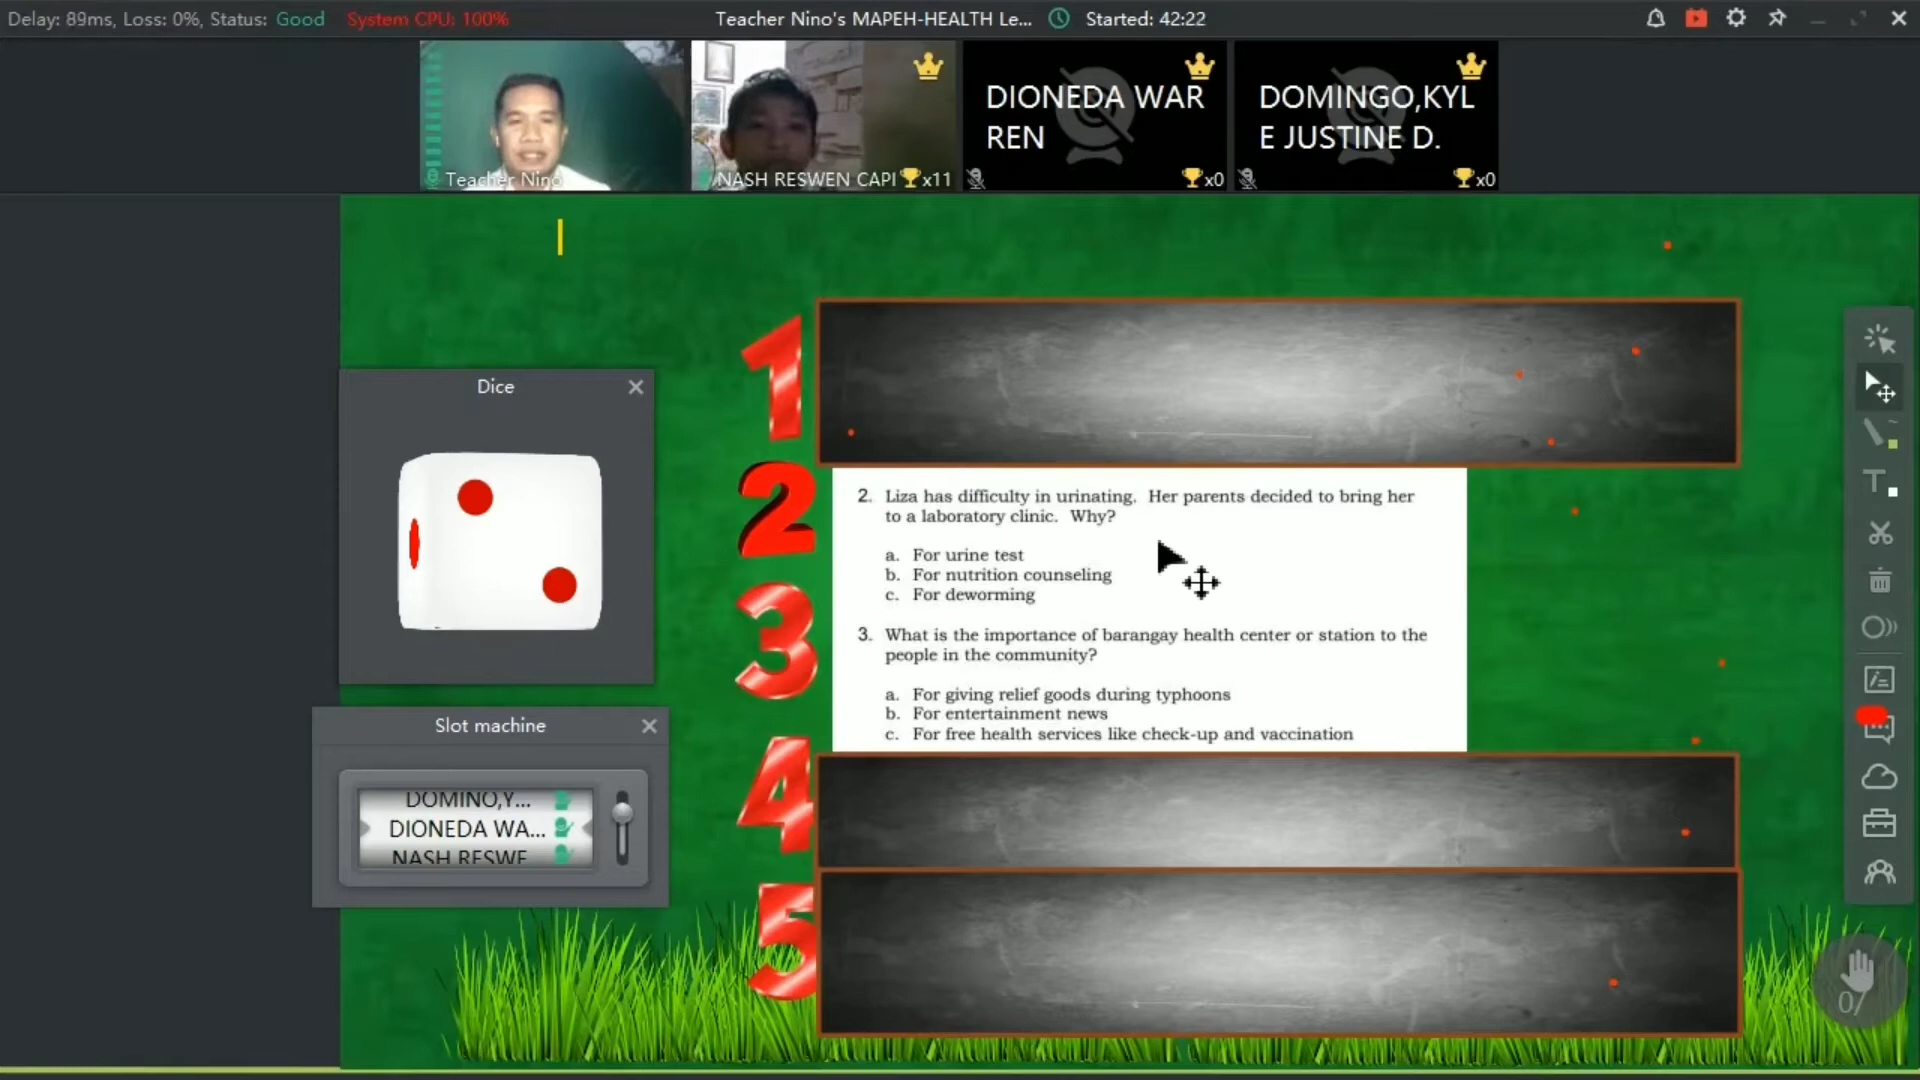 Delay: 89ms, Loss: 0%, Status: Good System CPU: 100%
Teacher Nino's MAPEH-HEALTH Le... Started: 42:22
Teacher Nino
NASH RESWEN CAPI x11
DIONEDA WAR
REN
x0
DOMINGO,KYL
E JUSTINE D.
x0
Dice
1
2
3
4
5
2. Liza has difficulty in urinating. Her parents decided to bring her
to a laboratory clinic. Why?
a. For urine test
b. For nutrition counseling
c. For deworming
3. What is the importance of barangay health center or station to the
people in the community?
a. For giving relief goods during typhoons
b. For entertainment news
c. For free health services like check-up and vaccination
Slot machine
DOMINO,Y...
DIONEDA WA...
NASH RESWE
0/